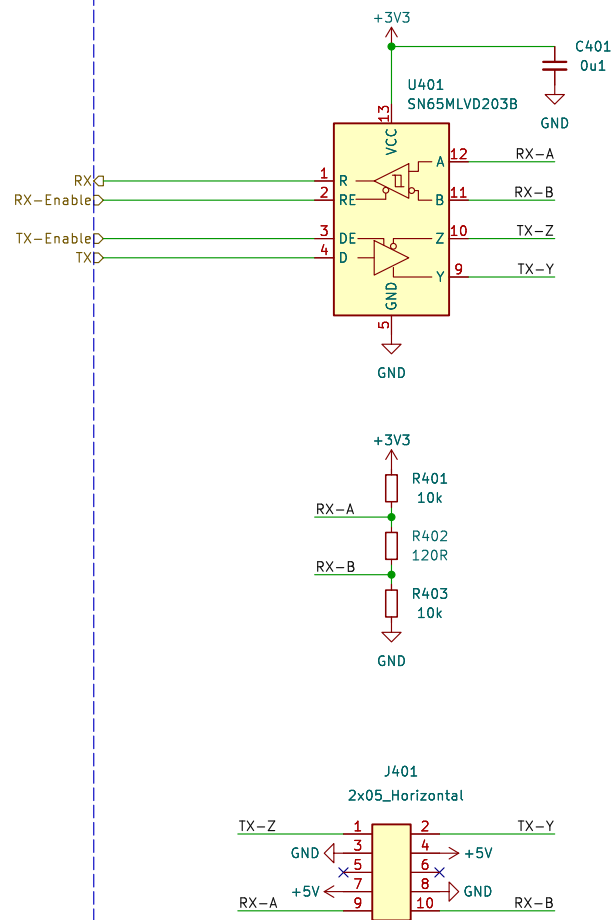 +3V3
C401
0u1
GND
U401
SN65MLVD203B
13
VCC
RX 1 R A 12 RX-A
RX-Enable 2 RE B 11 RX-B
TX-Enable 3 DE Z 10 TX-Z
TX 4 D Y 9 TX-Y
GND
5
GND
+3V3
R401
10k
RX-A
R402
120R
RX-B
R403
10k
GND
J401
2x05_Horizontal
TX-Z 1 2 TX-Y
GND 3 4 +5V
5 6
+5V 7 8 GND
RX-A 9 10 RX-B